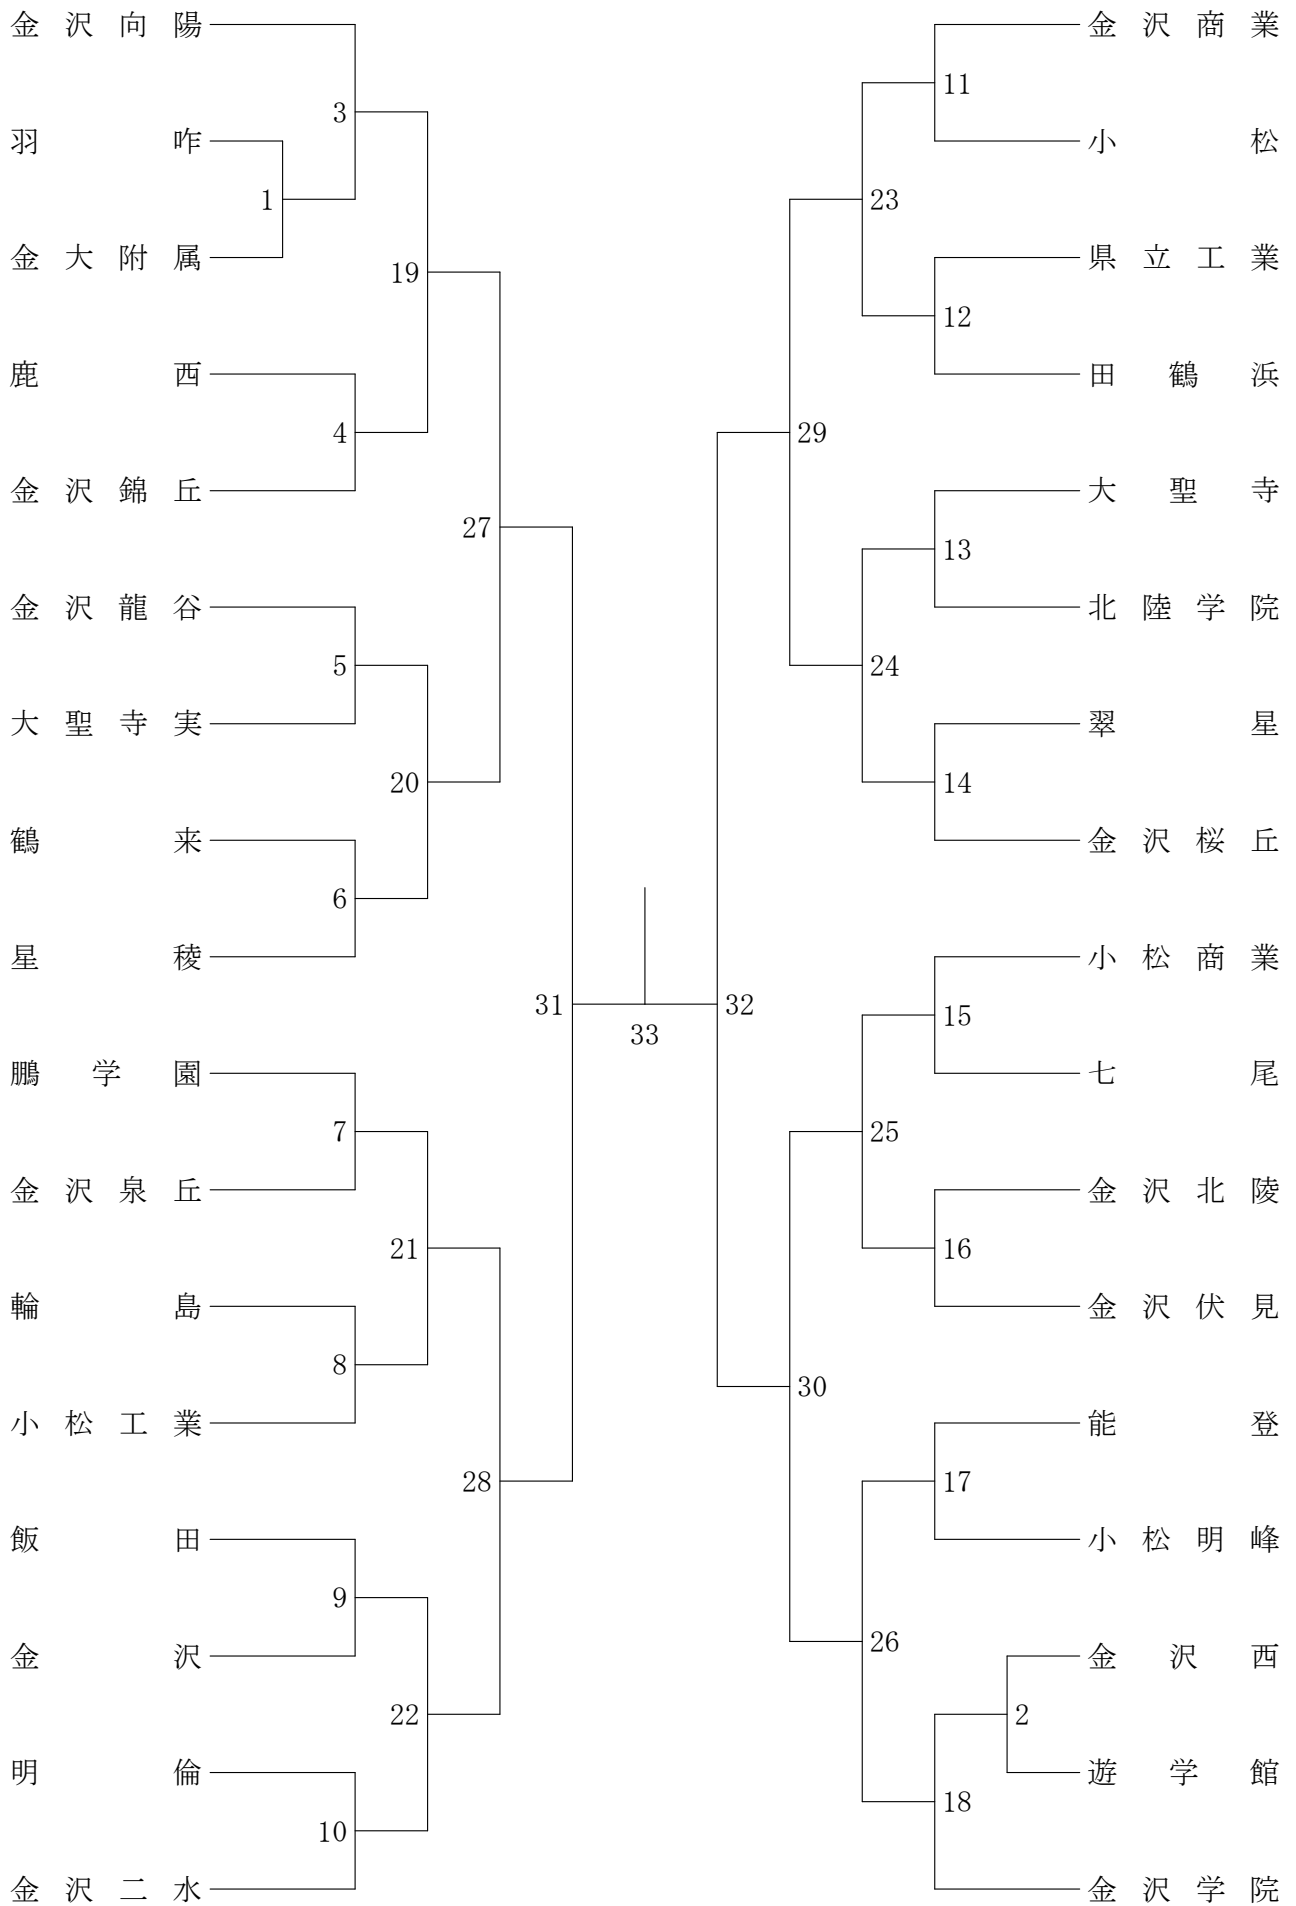 金沢向陽
3
羽咋
1
金大附属
19
鹿西
4
金沢錦丘
27
金沢龍谷
5
大聖寺実
20
鶴来
6
星稜
31
33
鵬学園
7
金沢泉丘
21
輪島
8
小松工業
28
飯田
9
金沢
22
明倫
10
金沢二水
金沢商業
11
小松
23
県立工業
12
田鶴浜
29
大聖寺
13
北陸学院
24
翠星
14
金沢桜丘
32
小松商業
15
七尾
25
金沢北陵
16
金沢伏見
30
能登
17
小松明峰
26
金沢西
2
遊学館
18
金沢学院